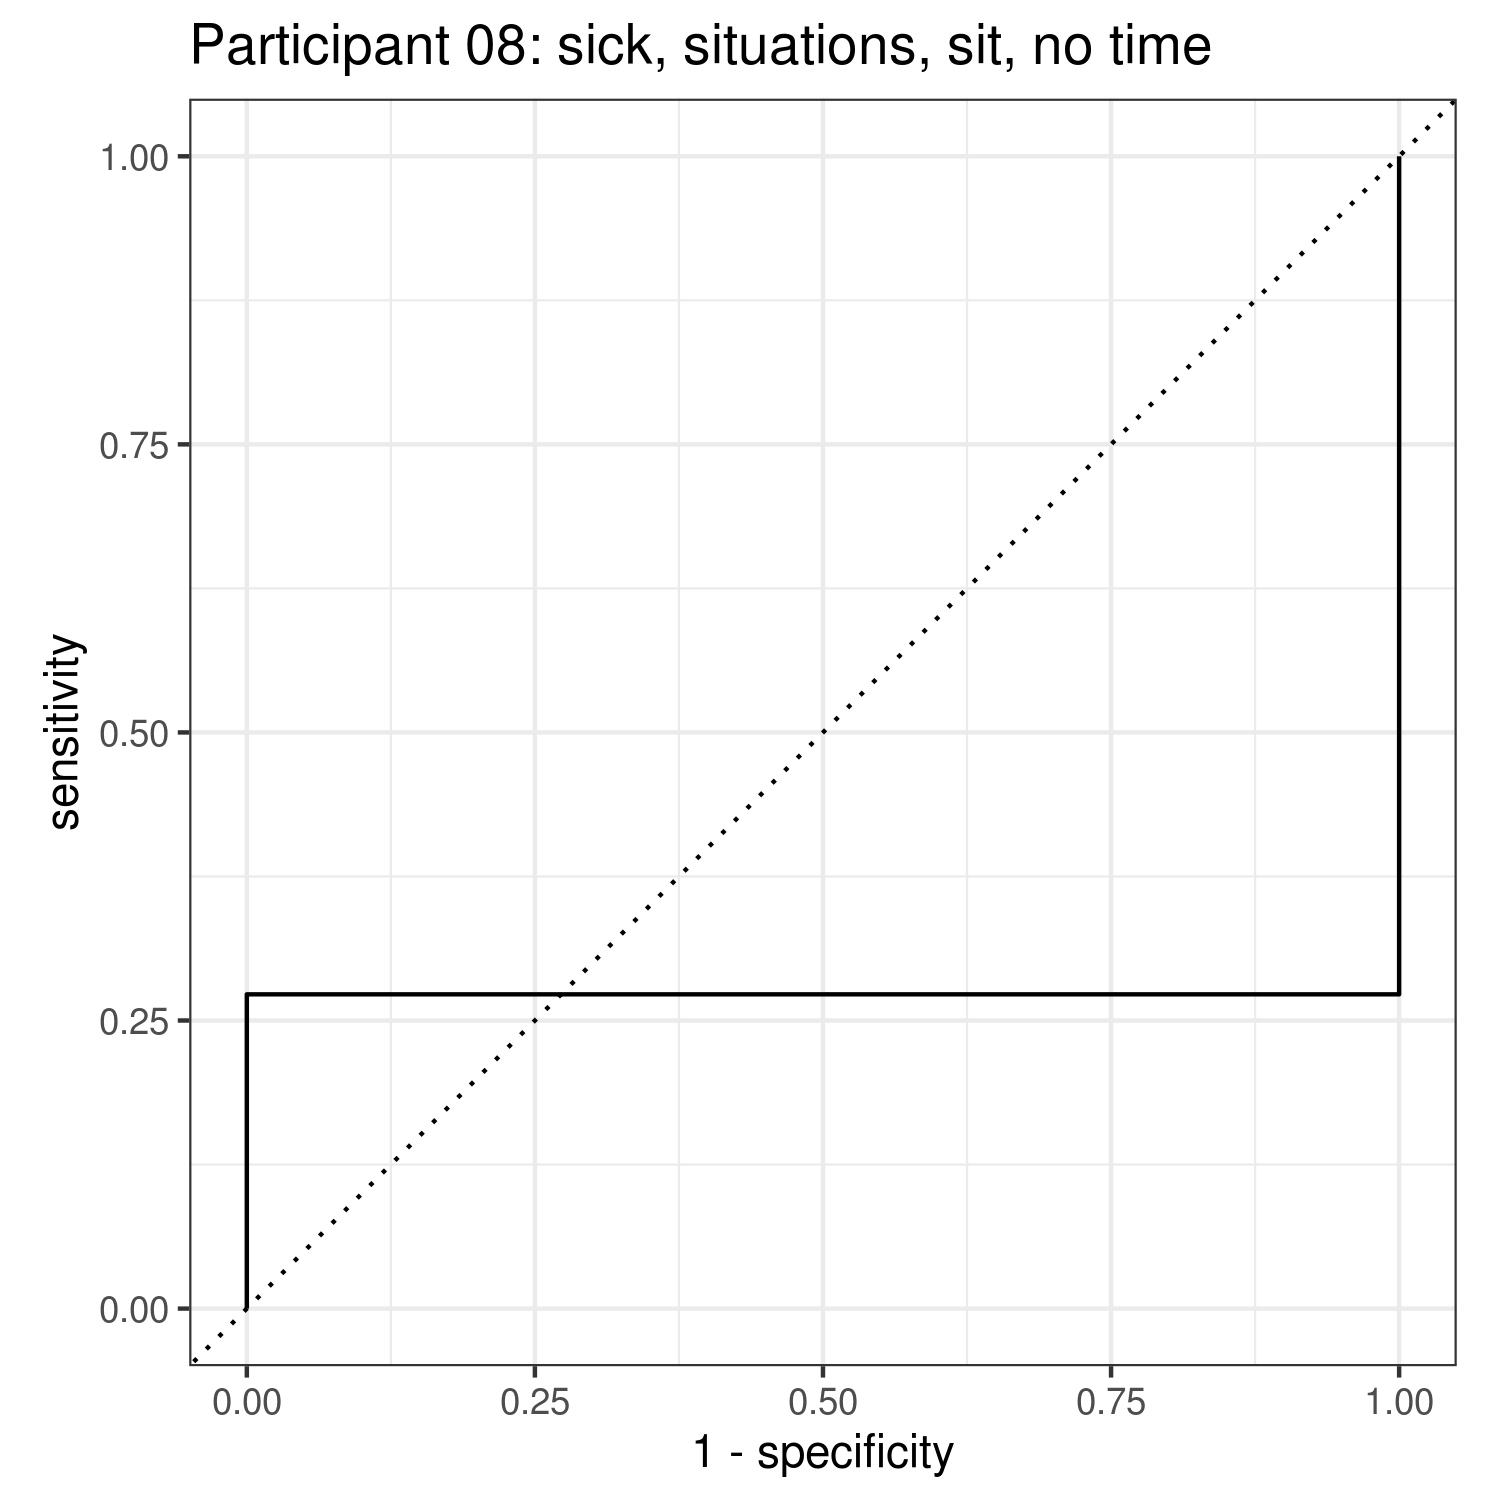 Participant 08: sick, situations, sit, no time
1.00
0.75
0.50
0.25
0.00
sensitivity
0.00 0.25 0.50 0.75 1.00
1 - specificity